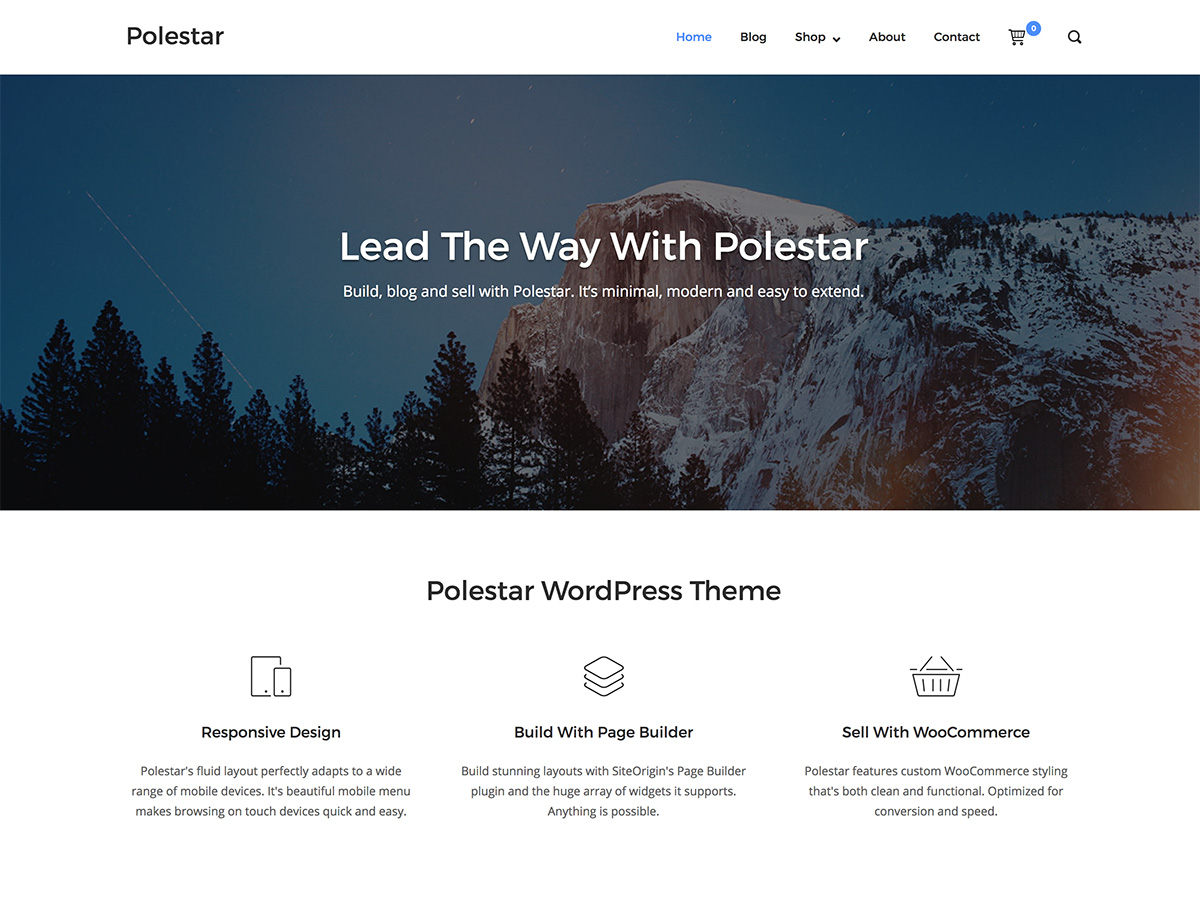 Polestar
Home Blog Shop About Contact 0
Lead The Way With Polestar
Build, blog and sell with Polestar. It's minimal, modern and easy to extend.
Polestar WordPress Theme
Responsive Design
Polestar's fluid layout perfectly adapts to a wide
range of mobile devices. It's beautiful mobile menu
makes browsing on touch devices quick and easy.
Build With Page Builder
Build stunning layouts with SiteOrigin's Page Builder
plugin and the huge array of widgets it supports.
Anything is possible.
Sell With WooCommerce
Polestar features custom WooCommerce styling
that's both clean and functional. Optimized for
conversion and speed.